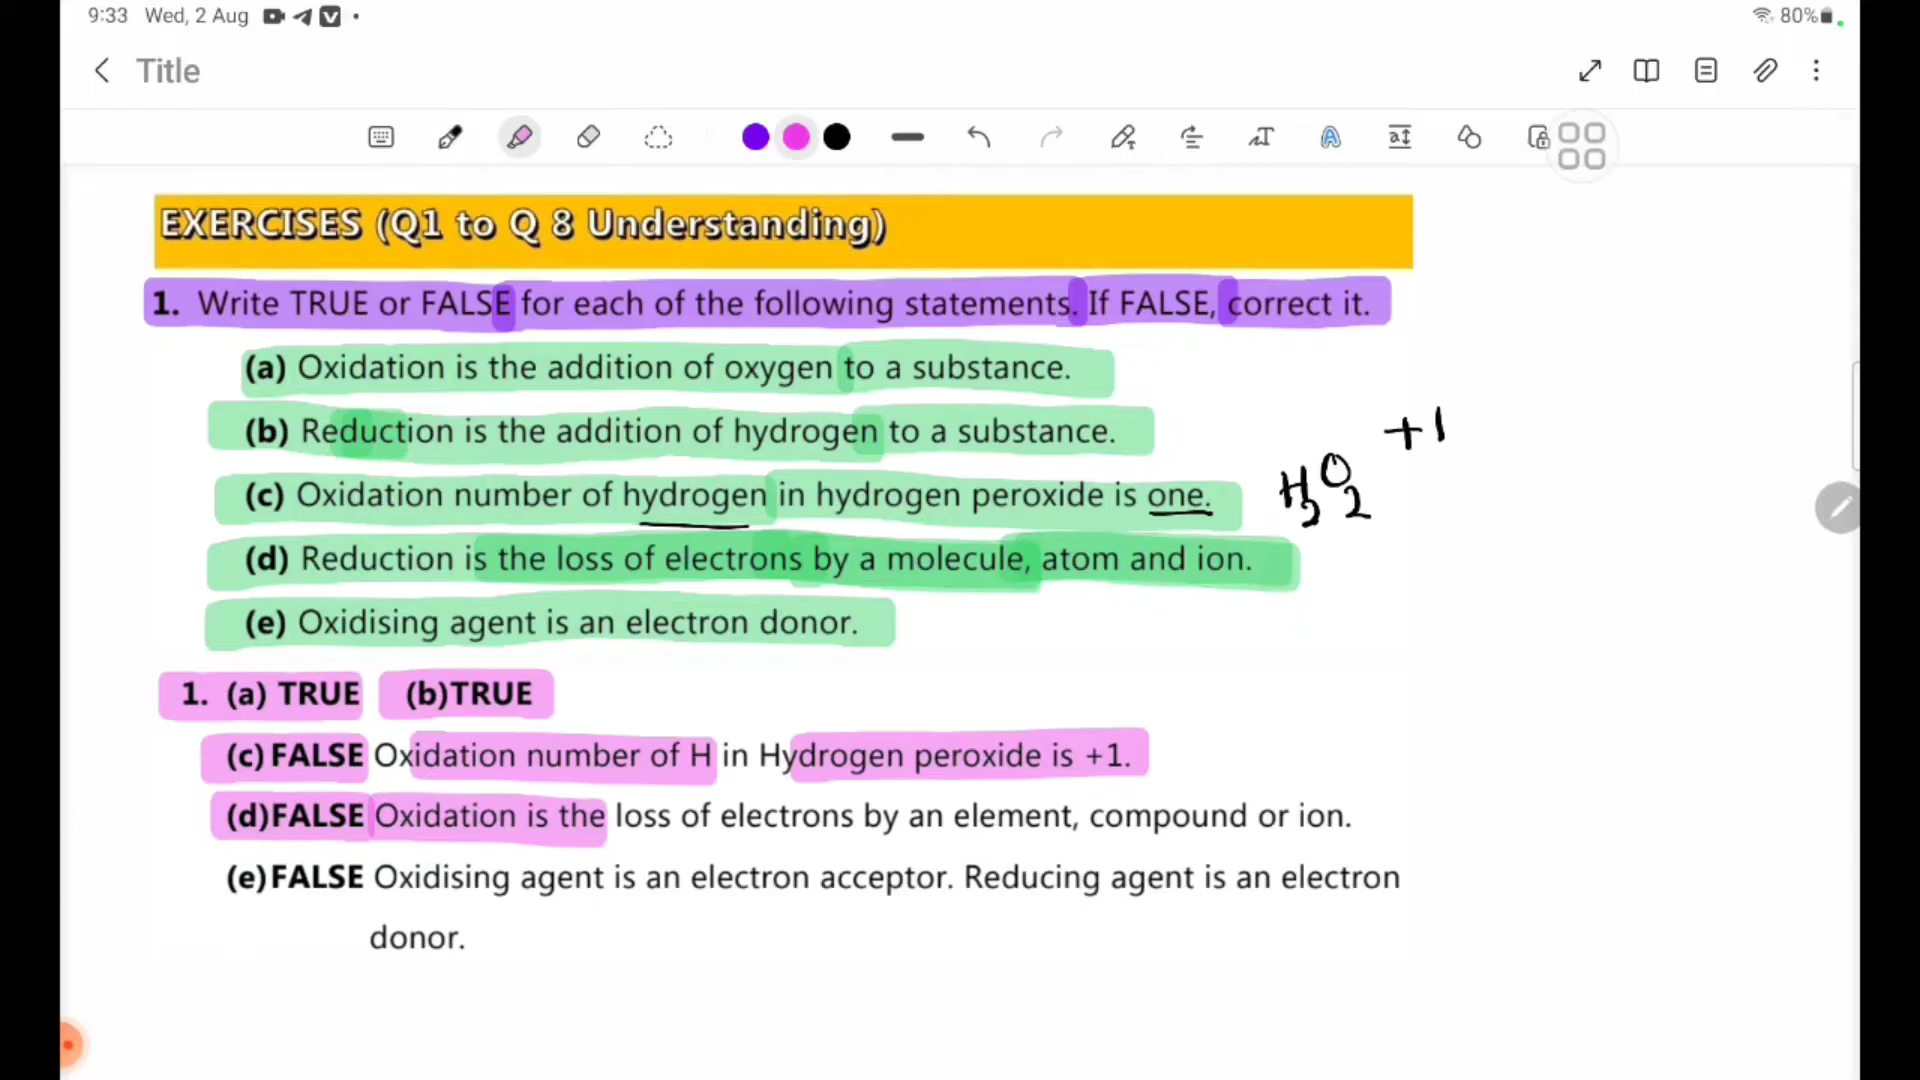 9:33 Wed, 2 Aug
80%
Title
EXERCISES (Q1 to Q 8 Understanding)
1. Write TRUE or FALSE for each of the following statements. If FALSE, correct it.
(a) Oxidation is the addition of oxygen to a substance.
(b) Reduction is the addition of hydrogen to a substance.
+1
(c) Oxidation number of hydrogen in hydrogen peroxide is one. H2O2
(d) Reduction is the loss of electrons by a molecule, atom and ion.
(e) Oxidising agent is an electron donor.
1. (a) TRUE (b)TRUE
(c) FALSE Oxidation number of H in Hydrogen peroxide is +1.
(d)FALSE Oxidation is the loss of electrons by an element, compound or ion.
(e)FALSE Oxidising agent is an electron acceptor. Reducing agent is an electron
donor.